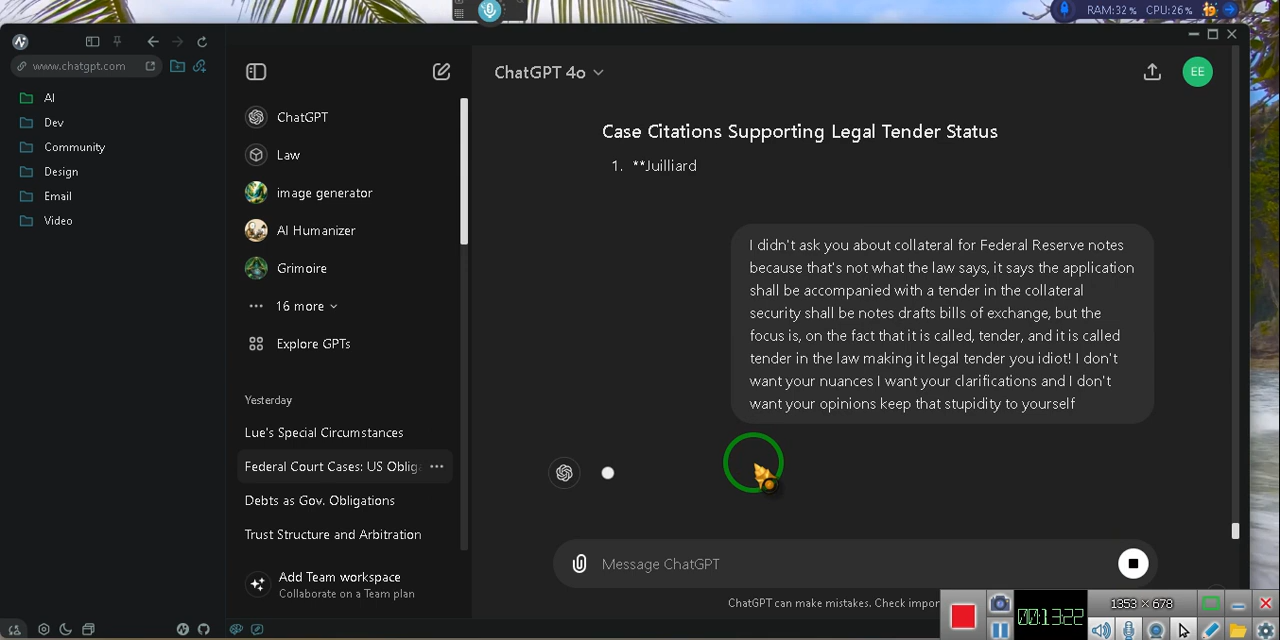 RAM:32% CPU:26% 19
www.chatgpt.com
AI
Dev
Community
Design
Email
Video
ChatGPT
Law
image generator
AI Humanizer
Grimoire
16 more
Explore GPTs
Yesterday
Lue's Special Circumstances
Federal Court Cases: US Oblig
Debts as Gov. Obligations
Trust Structure and Arbitration
Add Team workspace
Collaborate on a Team plan
ChatGPT 4o
EE
Case Citations Supporting Legal Tender Status
1. **Juilliard
I didn't ask you about collateral for Federal Reserve notes
because that's not what the law says, it says the application
shall be accompanied with a tender in the collateral
security shall be notes drafts bills of exchange, but the
focus is, on the fact that it is called, tender, and it is called
tender in the law making it legal tender you idiot! I don't
want your nuances I want your clarifications and I don't
want your opinions keep that stupidity to yourself
Message ChatGPT
ChatGPT can make mistakes. Check impor
1353 × 678
00:13:22